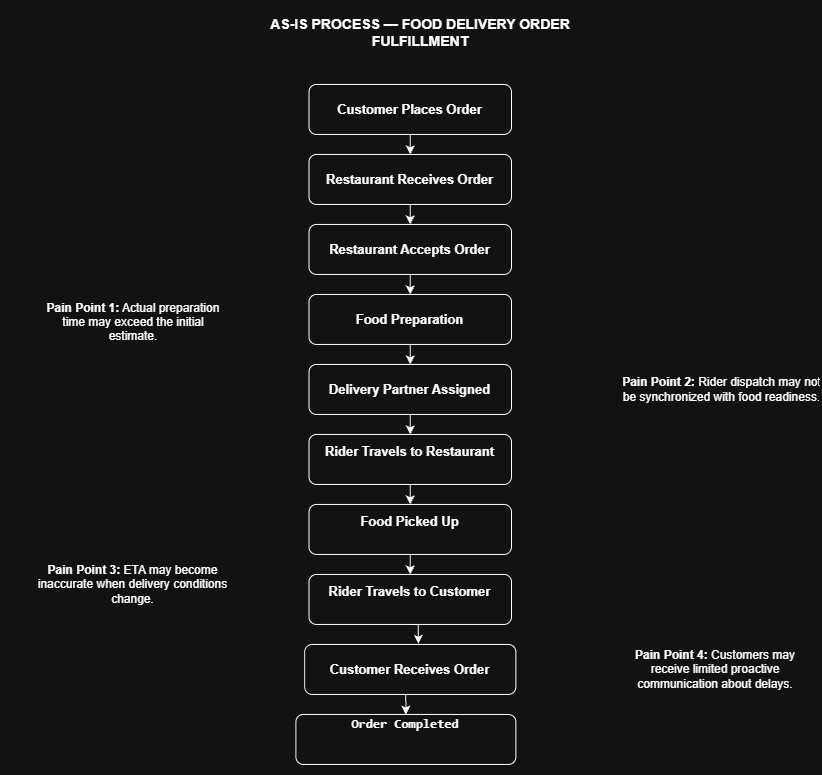 AS-IS PROCESS — FOOD DELIVERY ORDER
FULFILLMENT
Customer Places Order
Restaurant Receives Order
Restaurant Accepts Order
Pain Point 1: Actual preparation
time may exceed the initial
estimate.
Food Preparation
Delivery Partner Assigned
Pain Point 2: Rider dispatch may not
be synchronized with food readiness.
Rider Travels to Restaurant
Food Picked Up
Pain Point 3: ETA may become
inaccurate when delivery conditions
change.
Rider Travels to Customer
Customer Receives Order
Pain Point 4: Customers may
receive limited proactive
communication about delays.
Order Completed